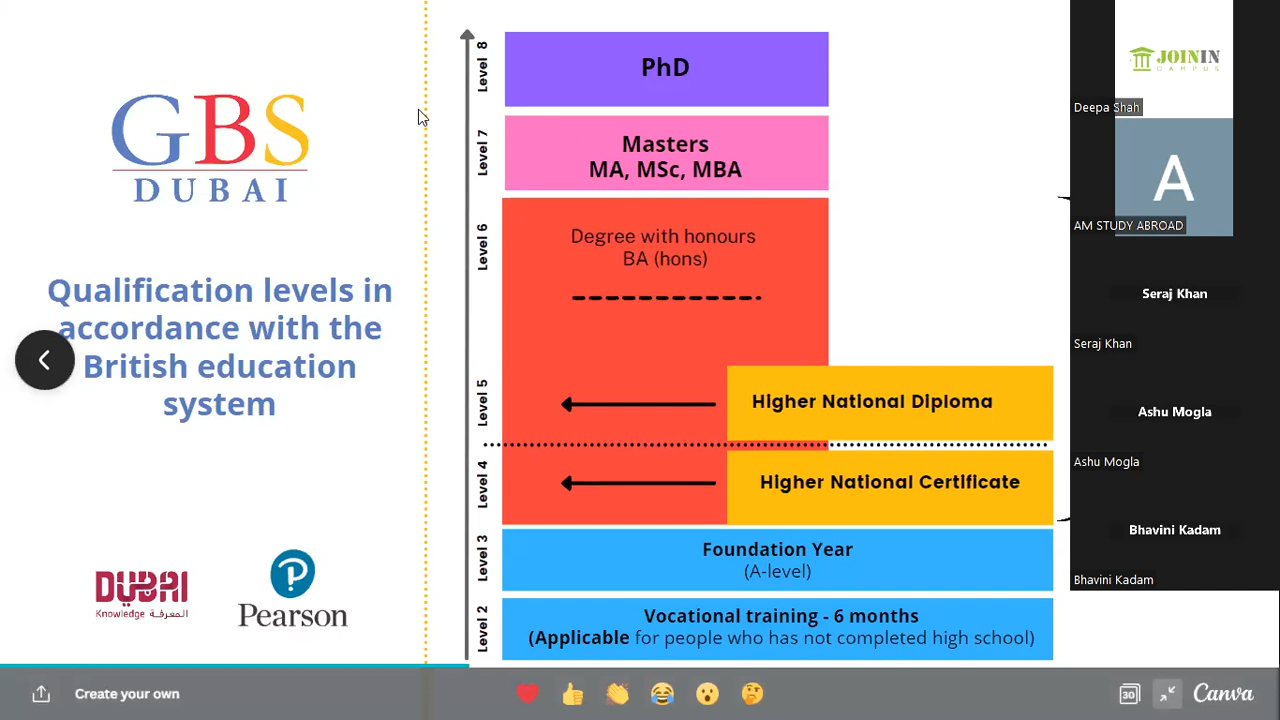 GBS
DUBAI
Qualification levels in
accordance with the
British education
system
DUBAI
Knowledge المعرفة
P
Pearson
Level 8
PhD
Level 7
Masters
MA, MSc, MBA
Level 6
Degree with honours
BA (hons)
Level 5
Higher National Diploma
Level 4
Higher National Certificate
Level 3
Foundation Year
(A-level)
Level 2
Vocational training - 6 months
(Applicable for people who has not completed high school)
JOININ
CAMPUS
Deepa Shah
A
AM STUDY ABROAD
Seraj Khan
Seraj Khan
Ashu Mogla
Ashu Mogla
Bhavini Kadam
Bhavini Kadam
Create your own
30
Canva